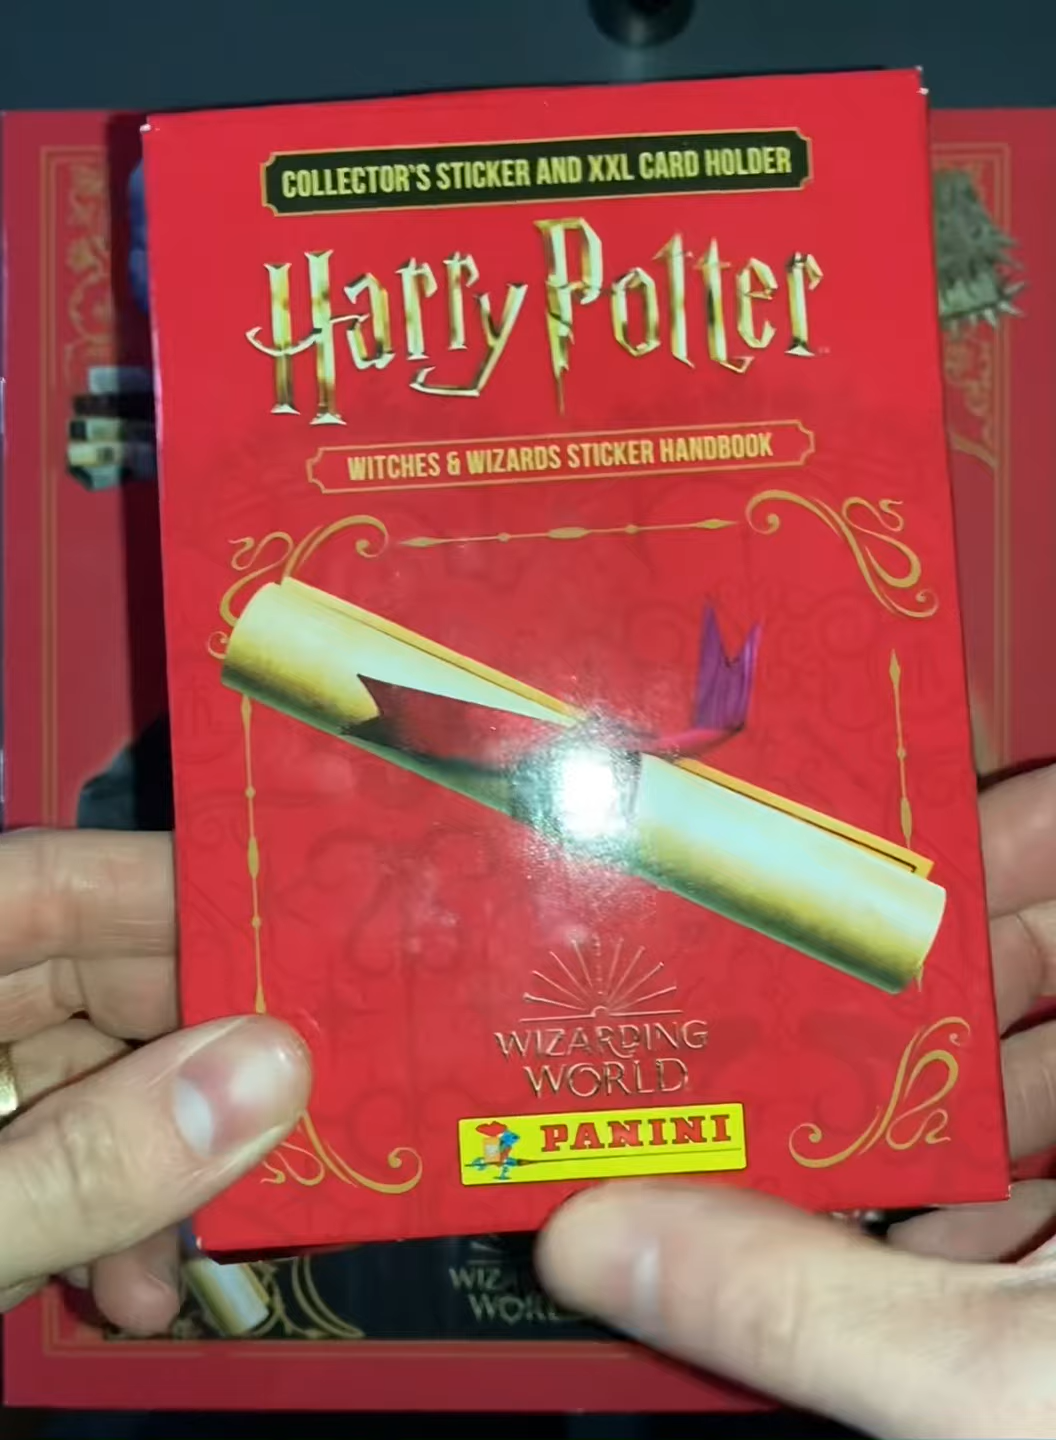 COLLECTOR'S STICKER AND XXL CARD HOLDER
Harry Potter
WITCHES & WIZARDS STICKER HANDBOOK
WIZARDING
WORLD
PANINI